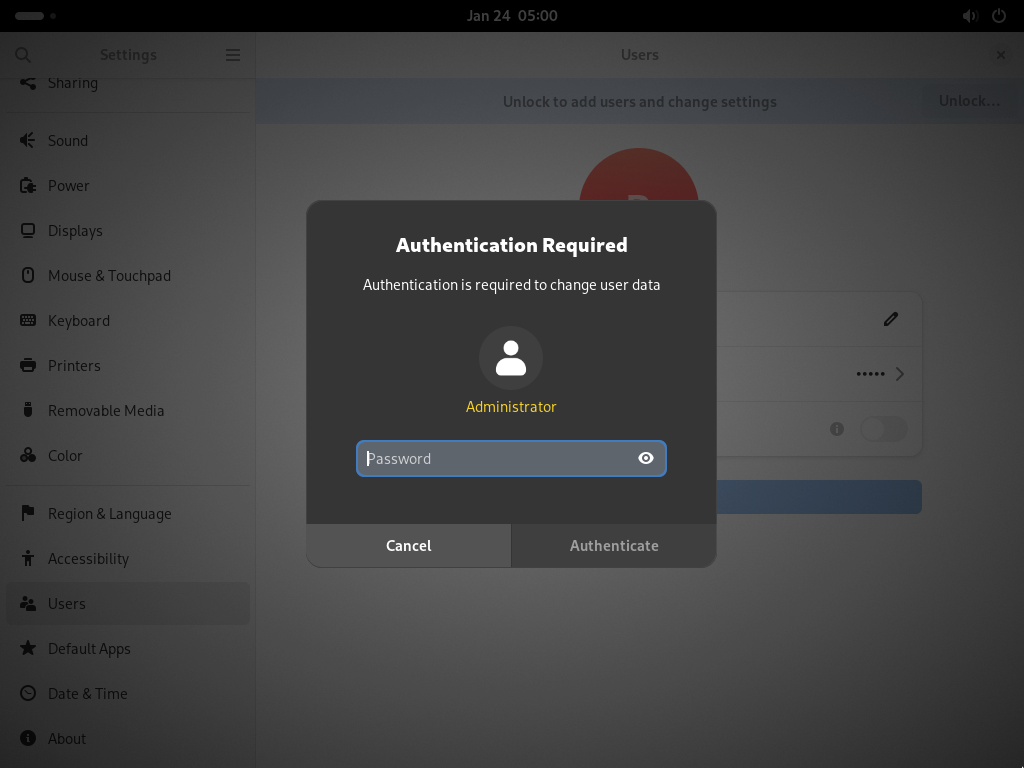 Jan 24 05:00
Settings
Users
Sharing
Sound
Power
Displays
Mouse & Touchpad
Keyboard
Printers
Removable Media
Color
Region & Language
Accessibility
Users
Default Apps
Date & Time
About
Unlock to add users and change settings
Unlock...
Authentication Required
Authentication is required to change user data
Administrator
Password
Cancel
Authenticate